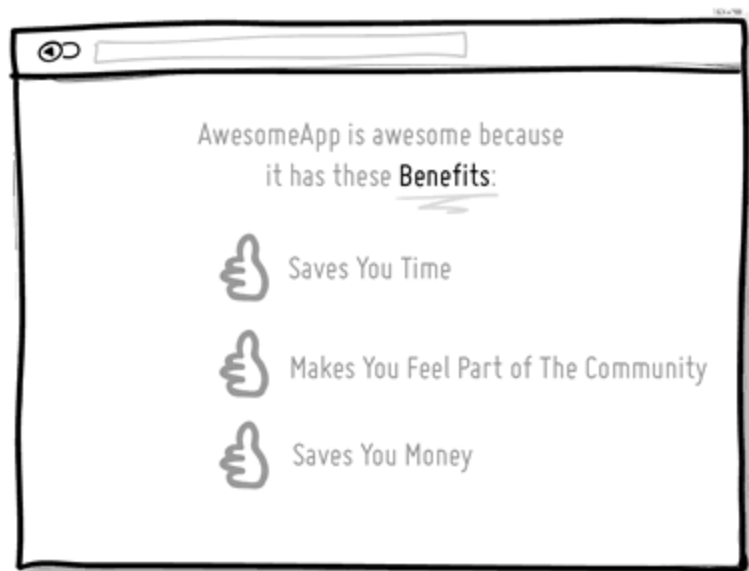 AwesomeApp is awesome because
it has these Benefits:
Saves You Time
Makes You Feel Part of The Community
Saves You Money